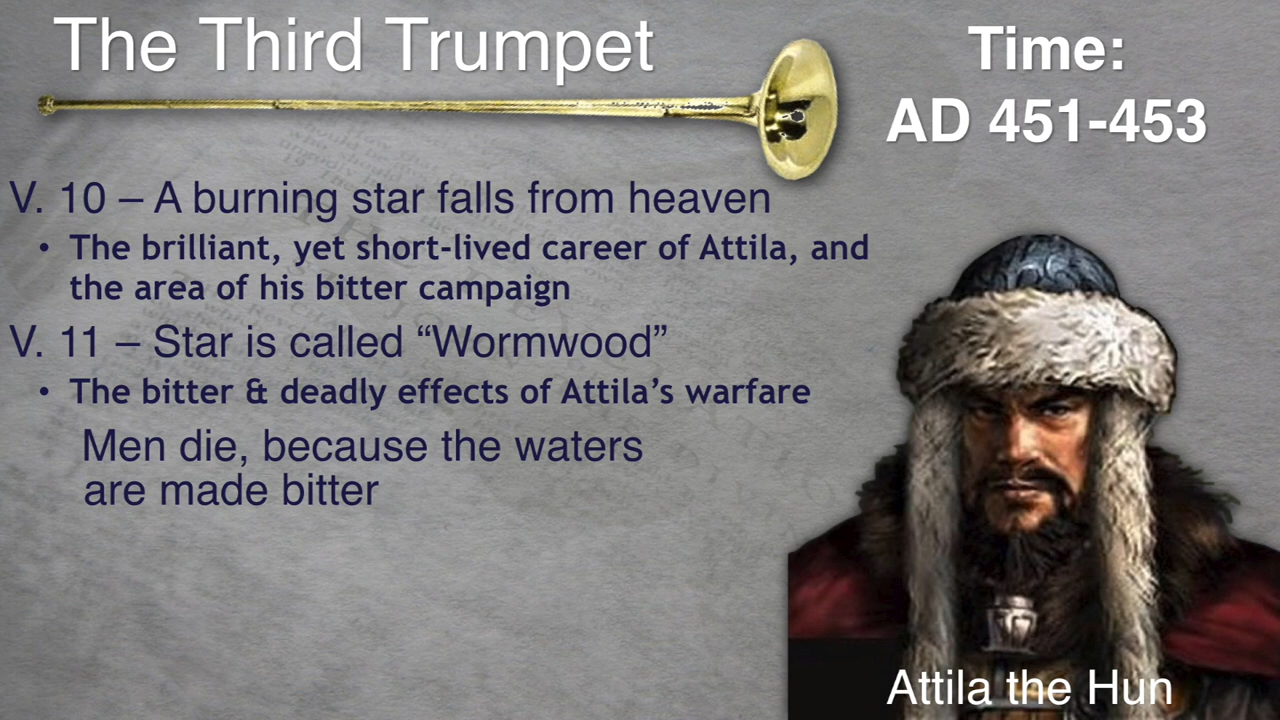 The Third Trumpet
Time:
AD 451-453
V. 10 – A burning star falls from heaven
• The brilliant, yet short-lived career of Attila, and
the area of his bitter campaign
V. 11 – Star is called “Wormwood”
• The bitter & deadly effects of Attila’s warfare
Men die, because the waters
are made bitter
Attila the Hun